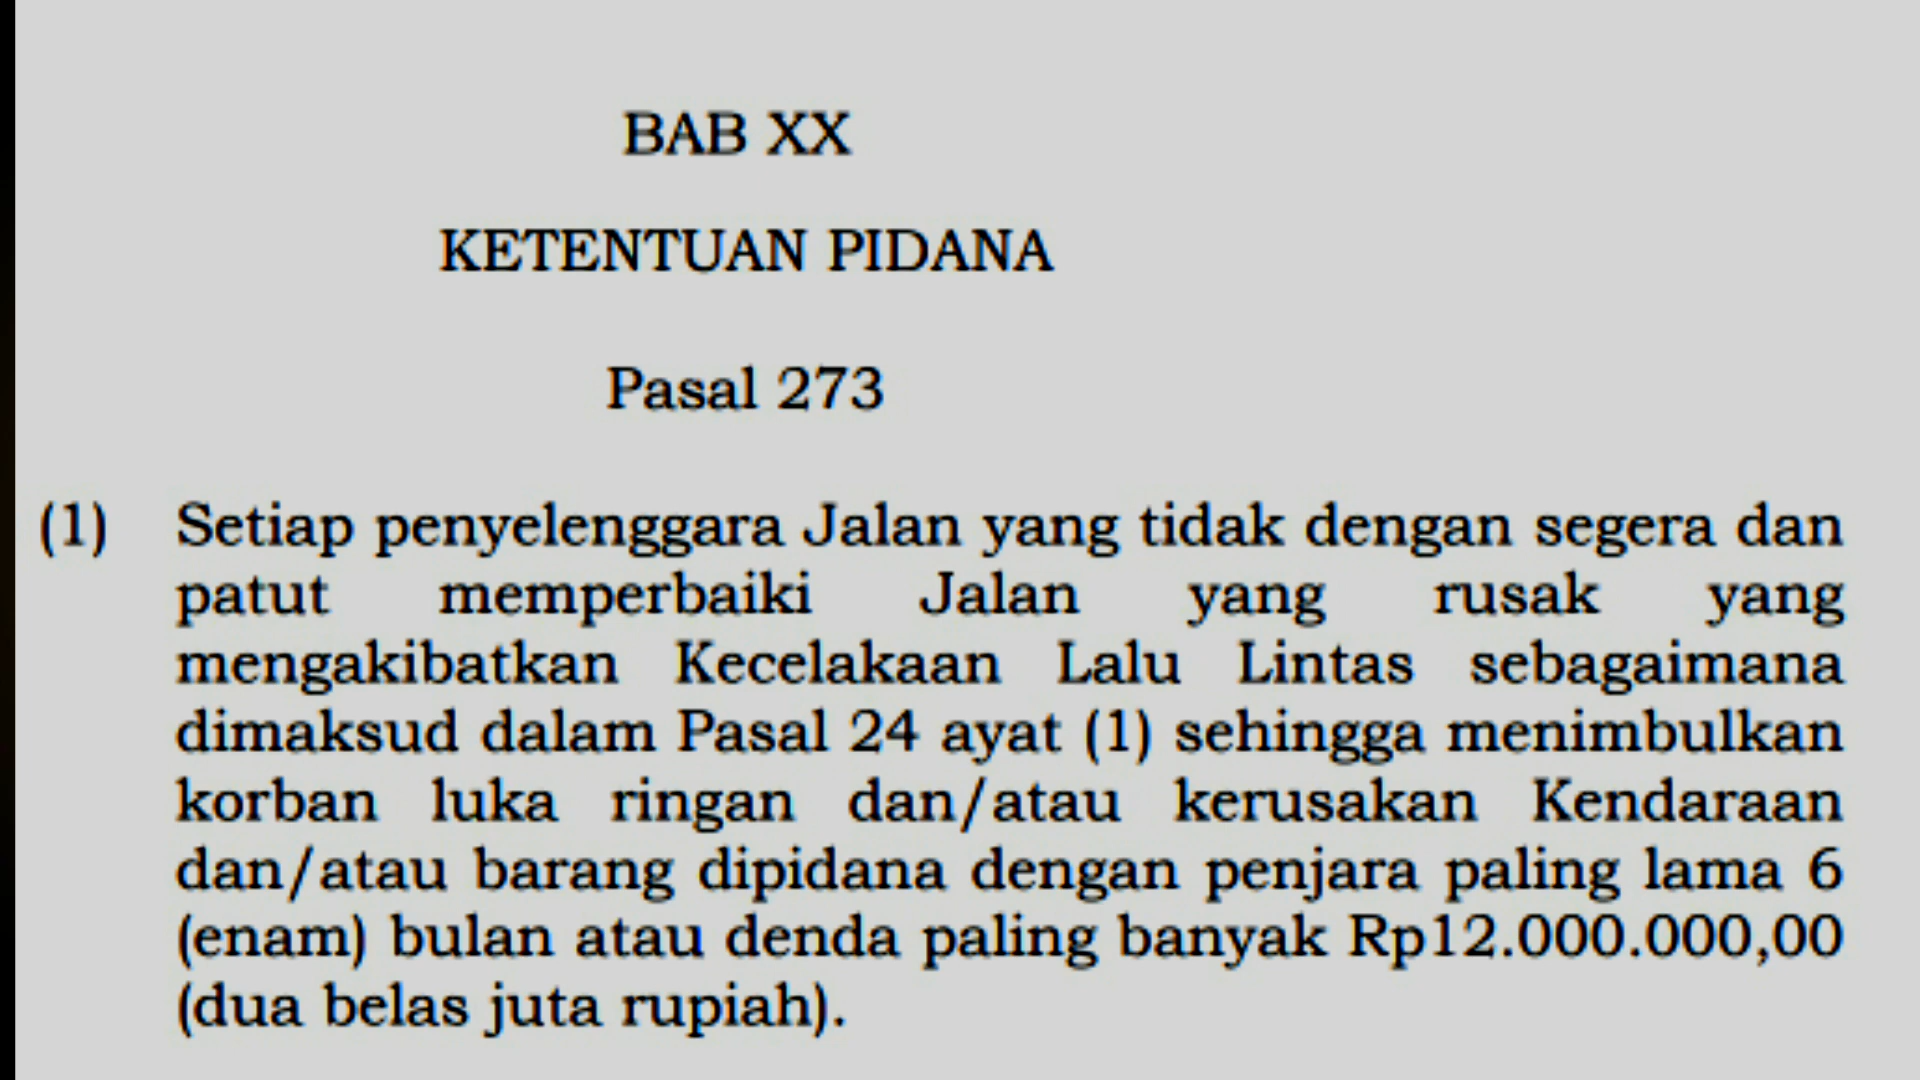 BAB XX
KETENTUAN PIDANA
Pasal 273
(1) Setiap penyelenggara Jalan yang tidak dengan segera dan
patut memperbaiki Jalan yang rusak yang
mengakibatkan Kecelakaan Lalu Lintas sebagaimana
dimaksud dalam Pasal 24 ayat (1) sehingga menimbulkan
korban luka ringan dan/atau kerusakan Kendaraan
dan/atau barang dipidana dengan penjara paling lama 6
(enam) bulan atau denda paling banyak Rp12.000.000,00
(dua belas juta rupiah).